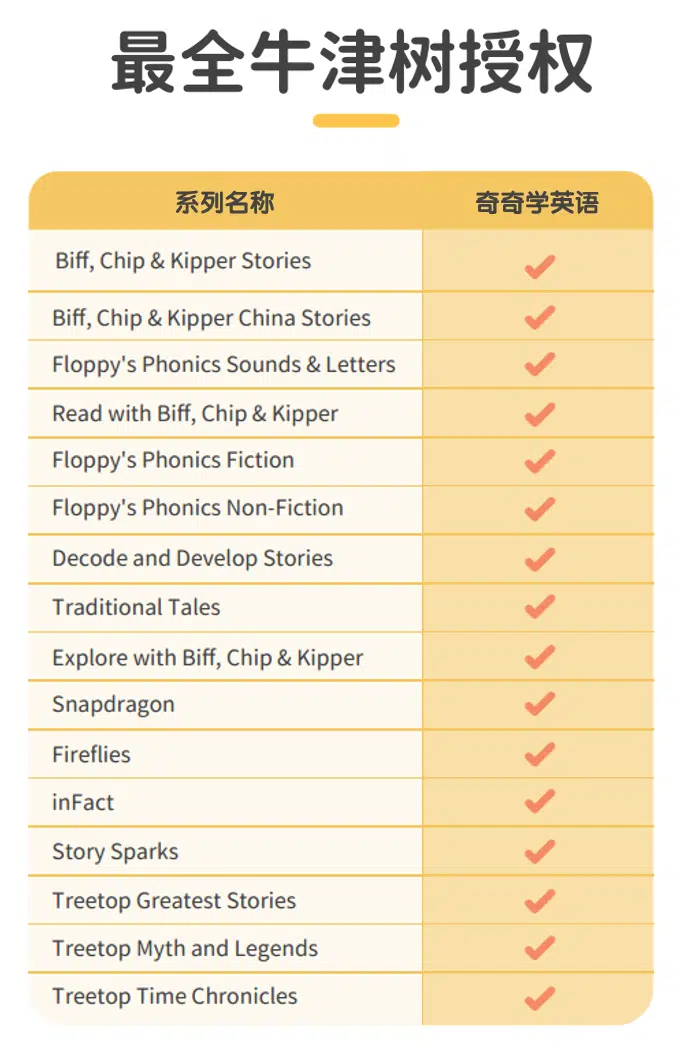 最全牛津树授权
系列名称 奇奇学英语
Biff, Chip & Kipper Stories
Biff, Chip & Kipper China Stories
Floppy's Phonics Sounds & Letters
Read with Biff, Chip & Kipper
Floppy's Phonics Fiction
Floppy's Phonics Non-Fiction
Decode and Develop Stories
Traditional Tales
Explore with Biff, Chip & Kipper
Snapdragon
Fireflies
inFact
Story Sparks
Treetop Greatest Stories
Treetop Myth and Legends
Treetop Time Chronicles